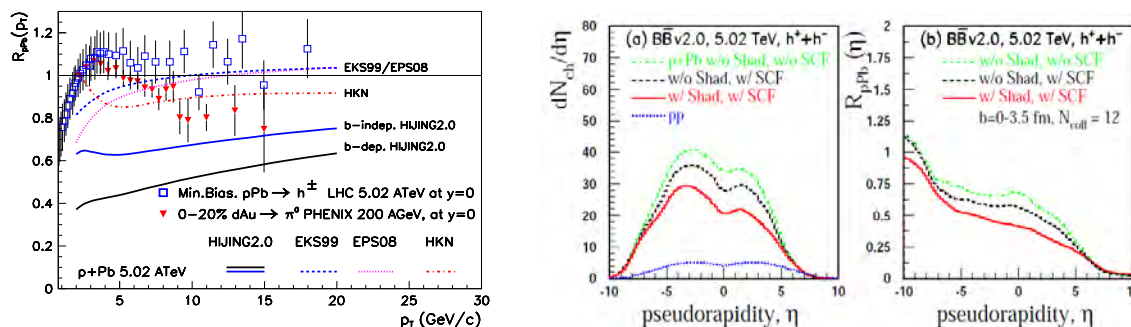 R_pPb(p_T)
1.4
1.2
1
0.8
0.6
0.4
0.2
0
EKS99/EPS08
HKN
b-indep. HIJING2.0
b-dep. HIJING2.0
Min.Bias. pPb → h^± LHC 5.02 ATeV at y=0
0-20% dAu → π^0 PHENIX 200 AGeV, at y=0
HIJING2.0 EKS99 EPS08 HKN
p+Pb 5.02 ATeV
5 10 15 20 25 30
p_T (GeV/c)
dN_ch/dη
80
70
60
50
40
30
20
10
0
(a) BB̄ v2.0, 5.02 TeV, h^+ + h^-
p+Pb w/o Shad, w/o SCF
w/o Shad, w/ SCF
w/ Shad, w/ SCF
pp
-10 -5 0 5 10
pseudorapidity, η
R_pPb(η)
2
1.75
1.5
1.25
1.0
0.75
0.50
0.25
0
(b) BB̄ v2.0, 5.02 TeV, h^+ + h^-
w/o Shad, w/o SCF
w/o Shad, w/ SCF
w/ Shad, w/ SCF
b=0-3.5 fm, N_coll = 12
-10 -5 0 5 10
pseudorapidity, η